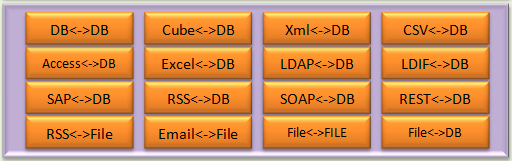 DB<->DB Cube<->DB Xml<->DB CSV<->DB
Access<->DB Excel<->DB LDAP<->DB LDIF<->DB
SAP<->DB RSS<->DB SOAP<->DB REST<->DB
RSS<->File Email<->File File<->FILE File<->DB